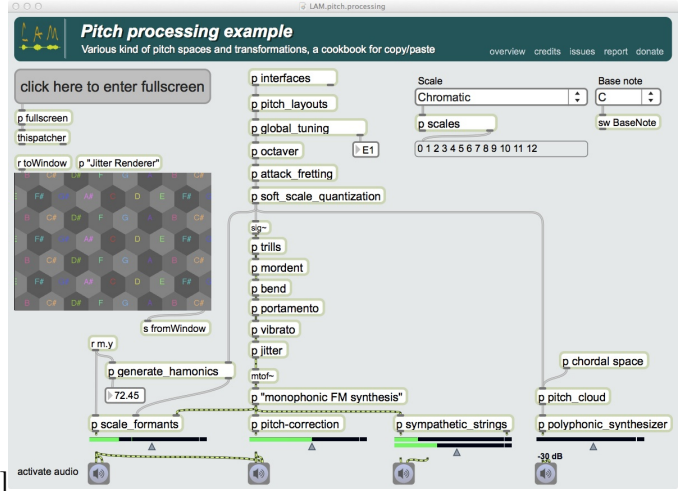 LAM.pitch.processing
LAM
Pitch processing example
Various kind of pitch spaces and transformations, a cookbook for copy/paste
overview credits issues report donate
click here to enter fullscreen
p fullscreen
thispatcher
r toWindow
p "Jitter Renderer"
s fromWindow
r m.y
p generate_hamonics
72.45
p scale_formants
activate audio
p interfaces
p pitch_layouts
p global_tuning
p octaver
E1
p attack_fretting
p soft_scale_quantization
sig~
p trills
p mordent
p bend
p portamento
p vibrato
p jitter
mtof~
p "monophonic FM synthesis"
p pitch-correction
p sympathetic_strings
Scale
Chromatic
p scales
0 1 2 3 4 5 6 7 8 9 10 11 12
Base note
C
sw BaseNote
p chordal space
p pitch_cloud
p polyphonic_synthesizer
-30 dB
]